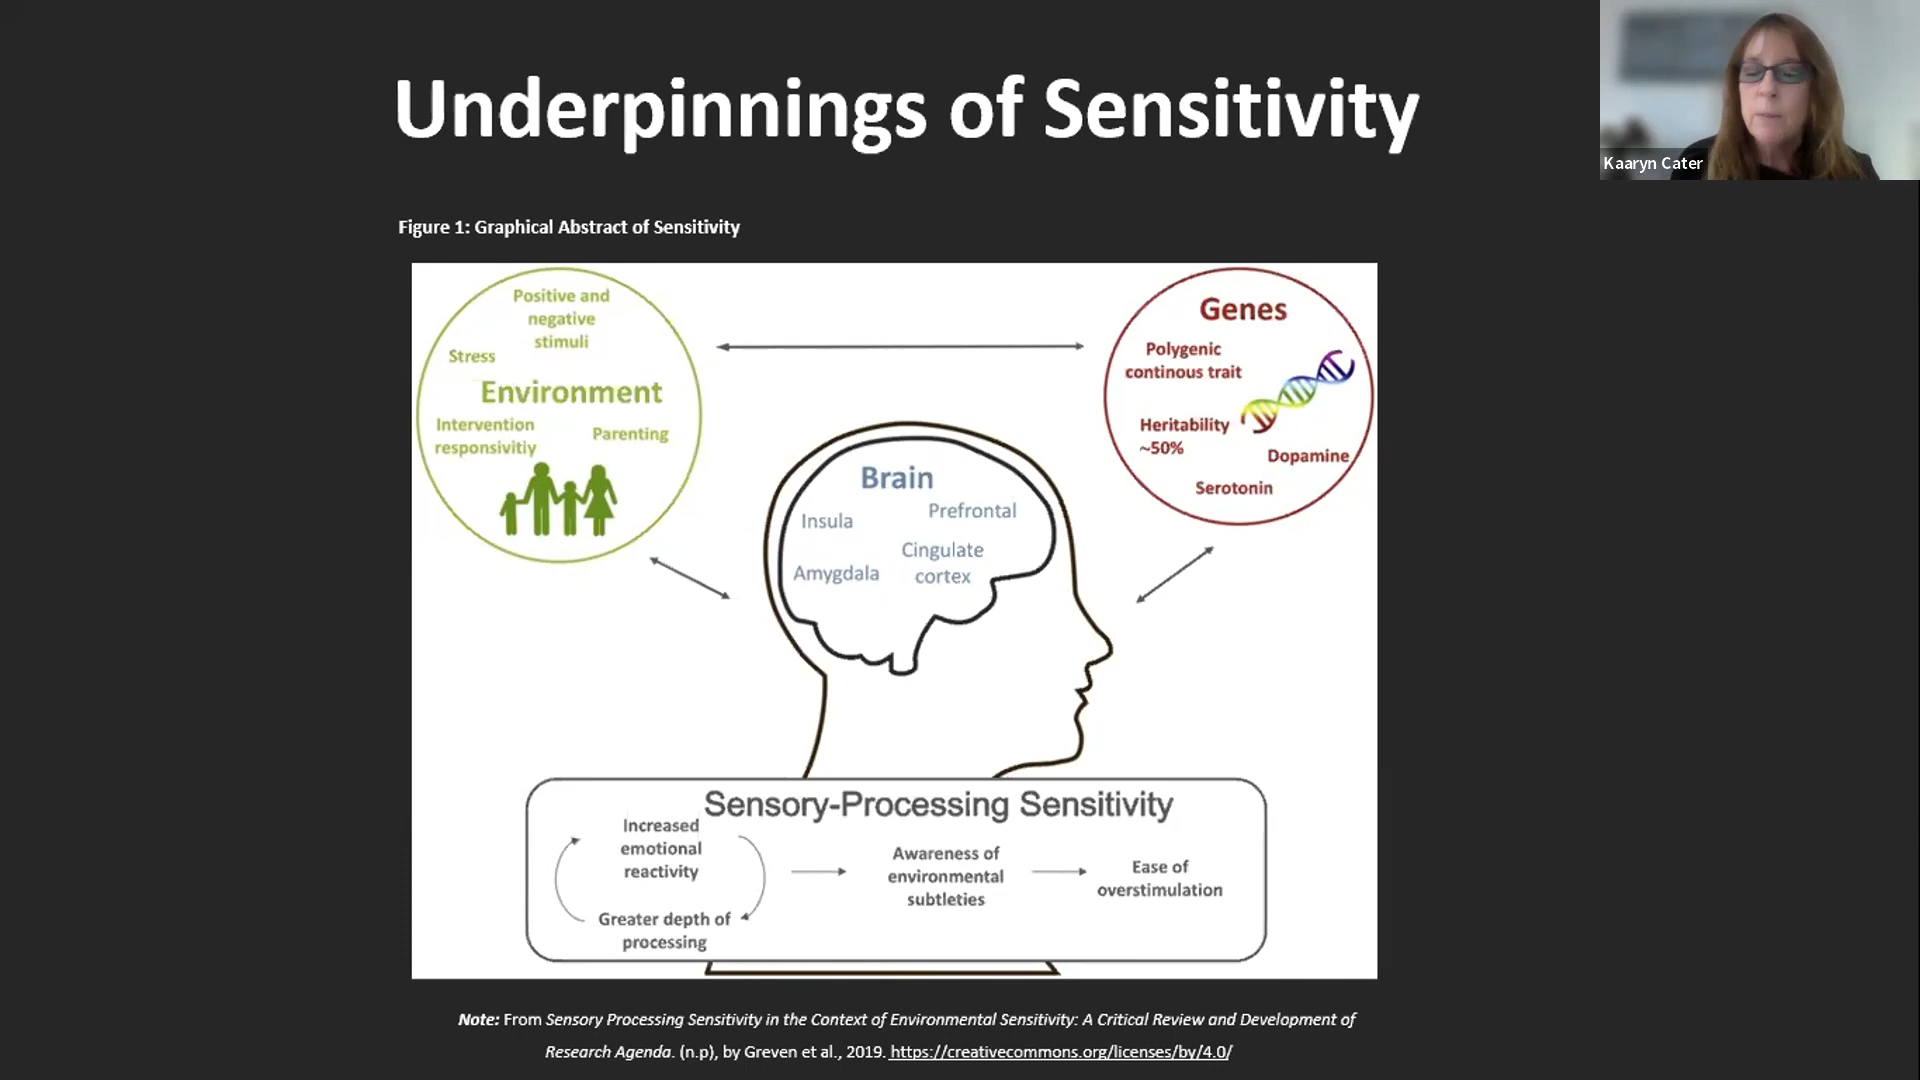 Underpinnings of Sensitivity
Kaaryn Cater
Figure 1: Graphical Abstract of Sensitivity
Positive and
negative
stimuli
Stress
Environment
Intervention
responsivitiy
Parenting
Genes
Polygenic
continous trait
Heritability
~50%
Dopamine
Serotonin
Brain
Insula
Prefrontal
Cingulate
cortex
Amygdala
Sensory-Processing Sensitivity
Increased
emotional
reactivity
Greater depth of
processing
Awareness of
environmental
subtleties
Ease of
overstimulation
Note: From Sensory Processing Sensitivity in the Context of Environmental Sensitivity: A Critical Review and Development of
Research Agenda. (n.p), by Greven et al., 2019. https://creativecommons.org/licenses/by/4.0/